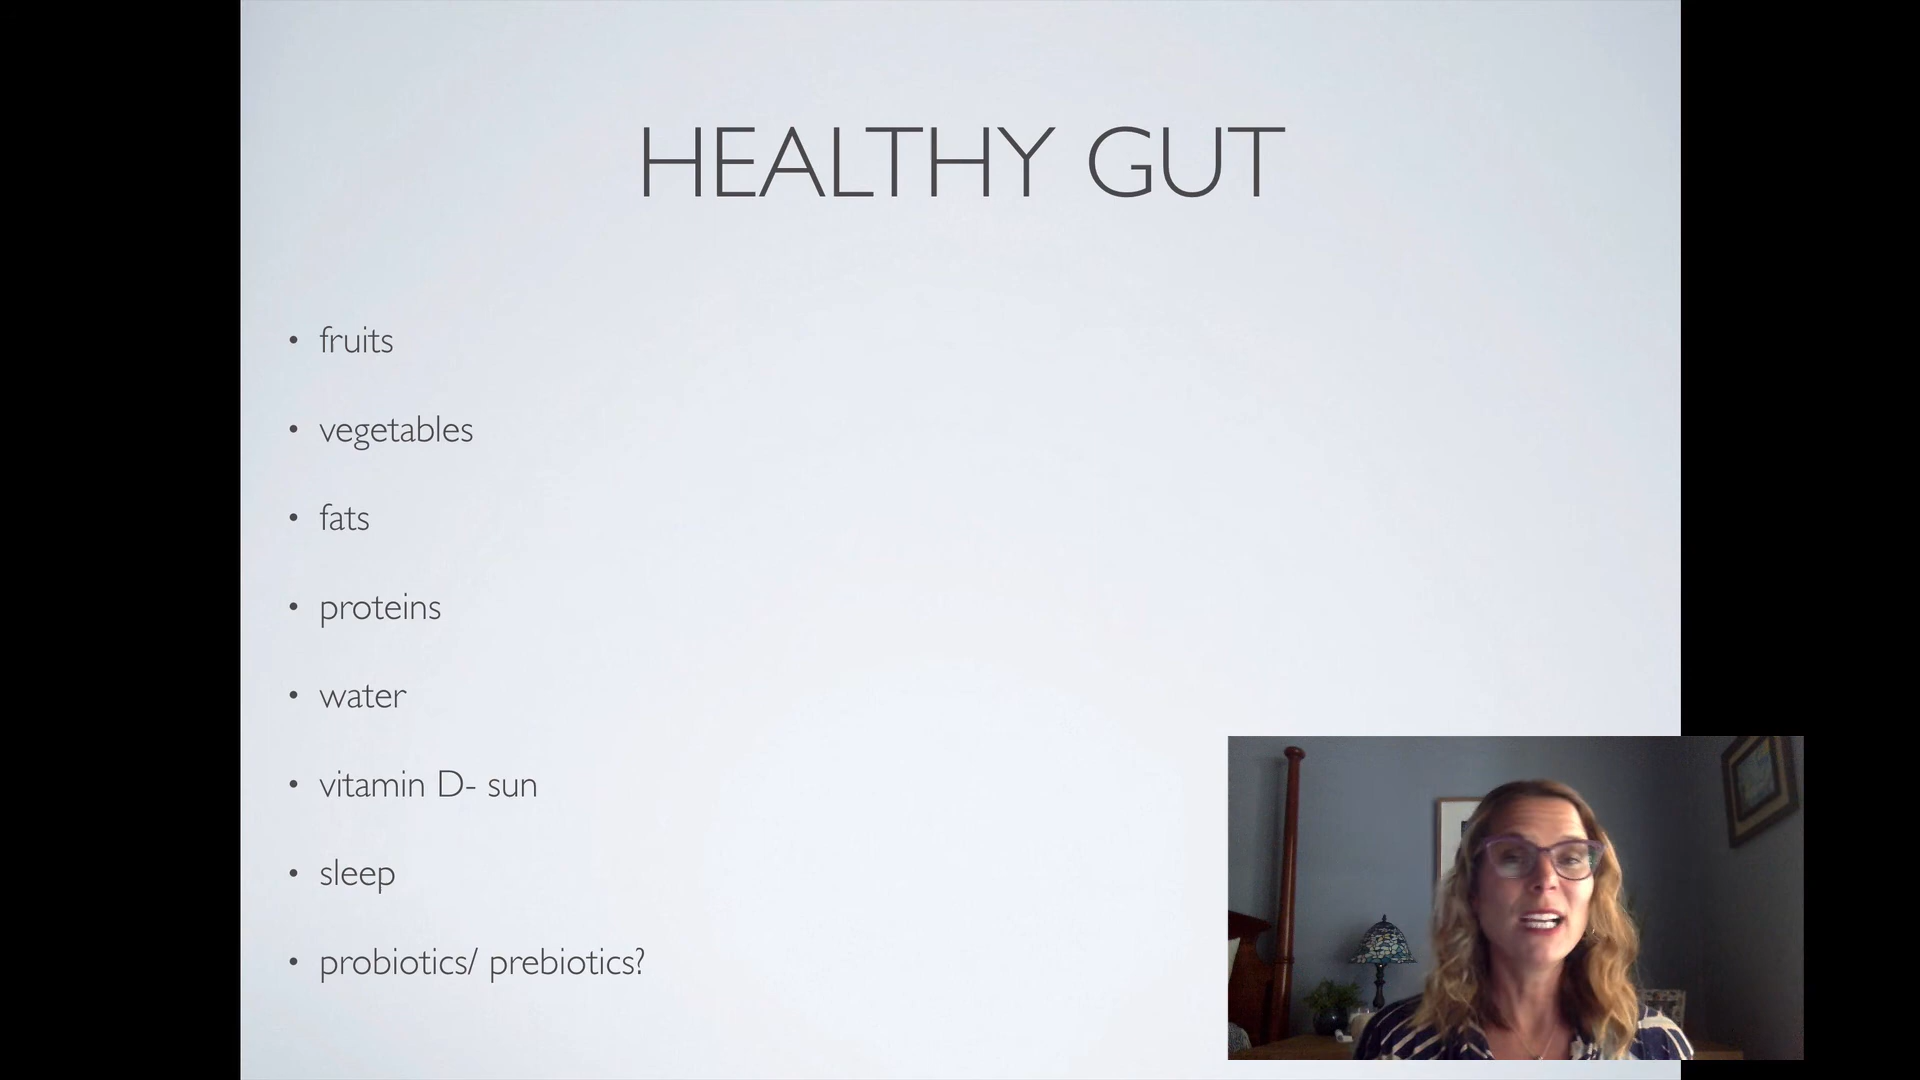 HEALTHY GUT
• fruits
• vegetables
• fats
• proteins
• water
• vitamin D- sun
• sleep
• probiotics/ prebiotics?